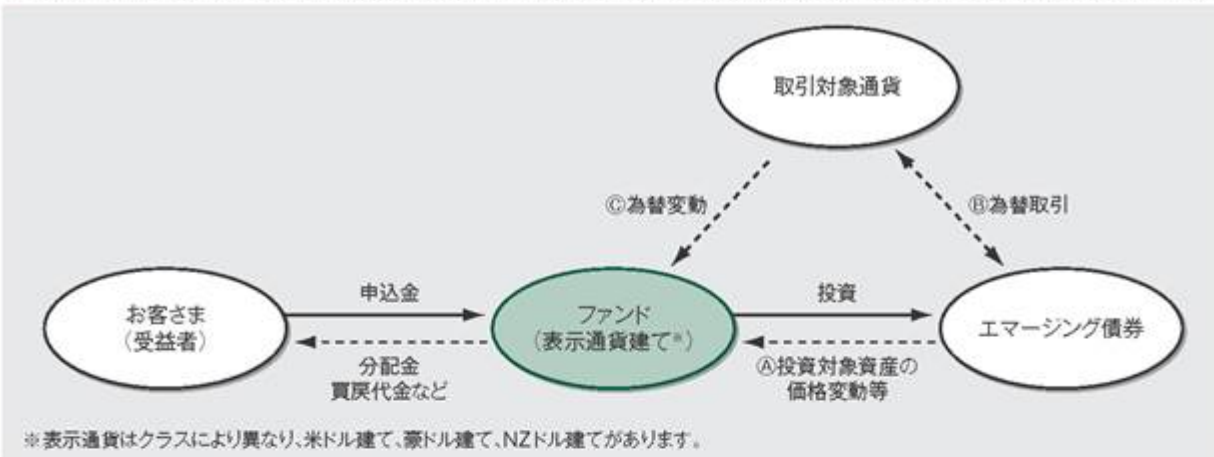 取引対象通貨
Ⓒ為替変動
Ⓑ為替取引
お客さま
(受益者)
申込金
分配金
買戻代金など
ファンド
(表示通貨建て※)
投資
Ⓐ投資対象資産の
価格変動等
エマージング債券
※表示通貨はクラスにより異なり、米ドル建て、豪ドル建て、NZドル建てがあります。